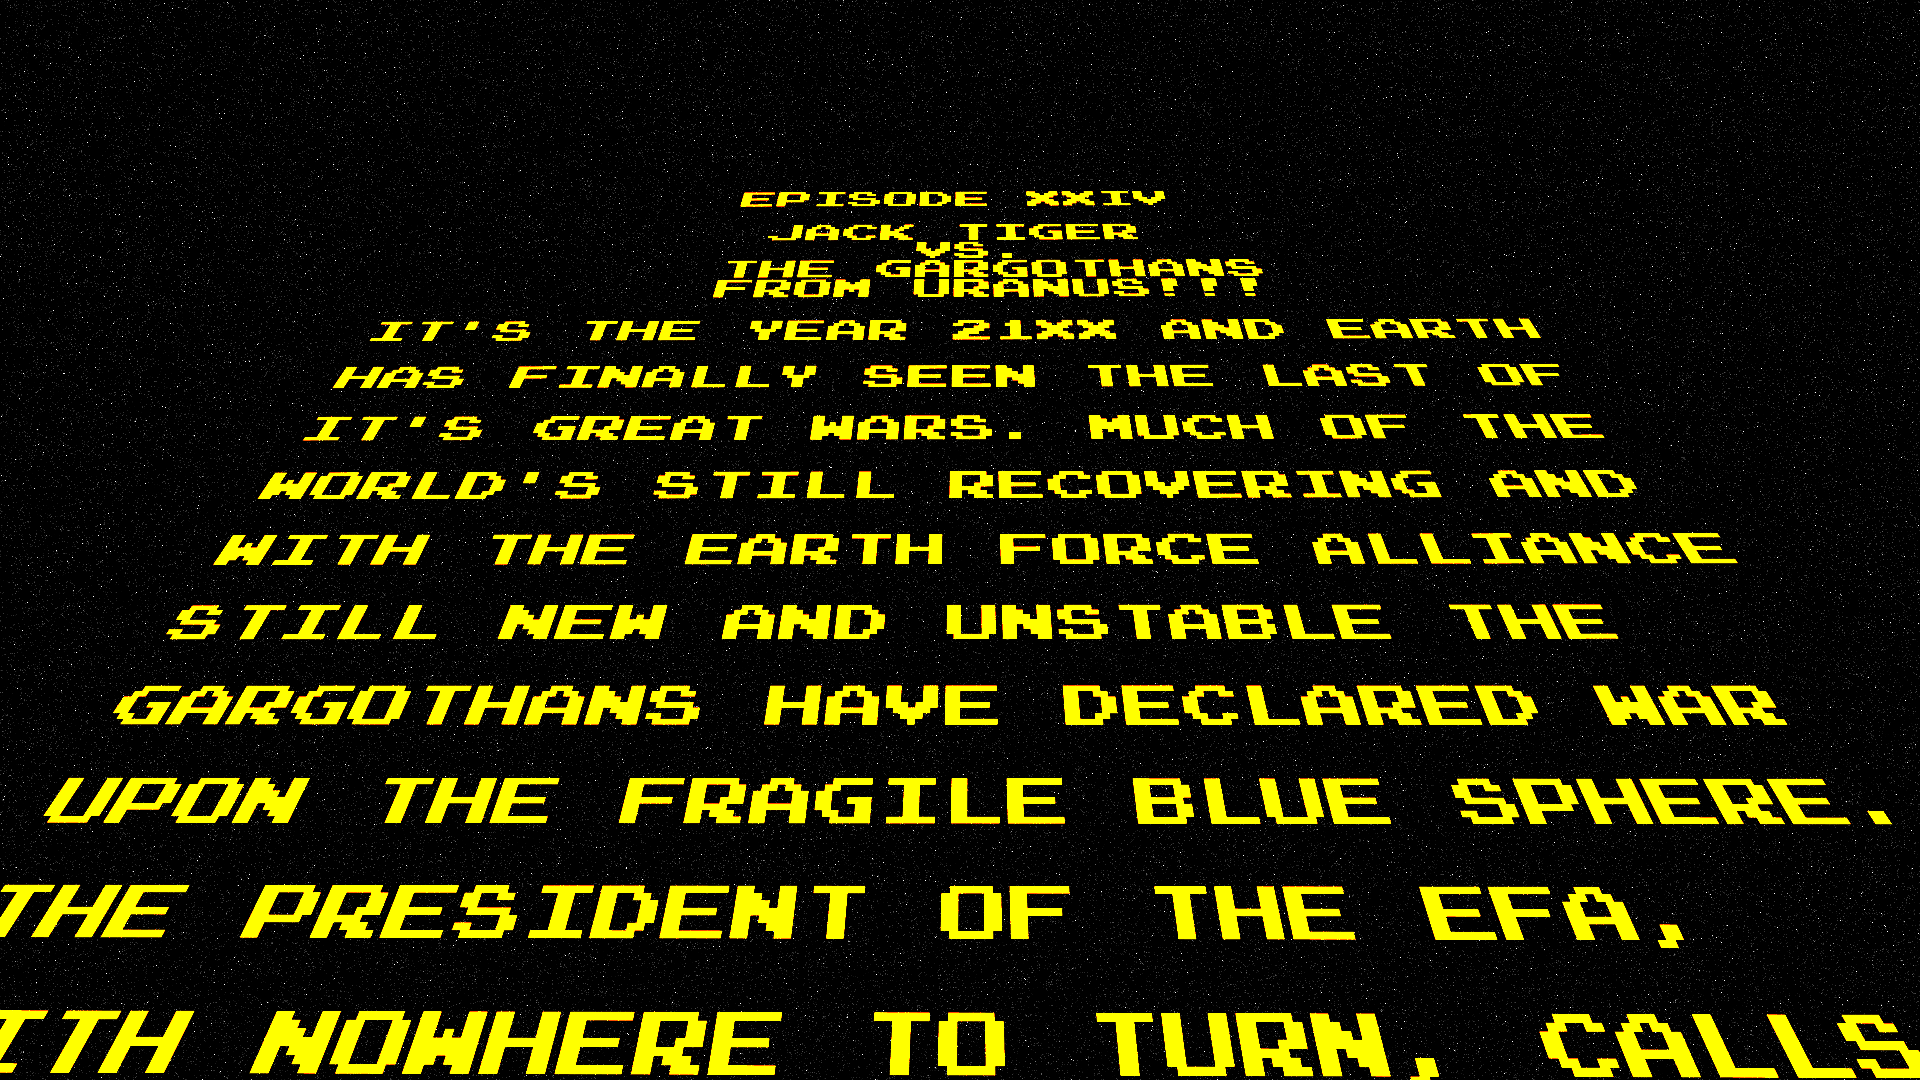 EPISODE XXIV
JACK TIGER
VS.
THE GARGOTHANS
FROM URANUS!!!
IT'S THE YEAR 21XX AND EARTH
HAS FINALLY SEEN THE LAST OF
IT'S GREAT WARS. MUCH OF THE
WORLD'S STILL RECOVERING AND
WITH THE EARTH FORCE ALLIANCE
STILL NEW AND UNSTABLE THE
GARGOTHANS HAVE DECLARED WAR
UPON THE FRAGILE BLUE SPHERE.
THE PRESIDENT OF THE EFA,
ITH NOWHERE TO TURN, CALLS